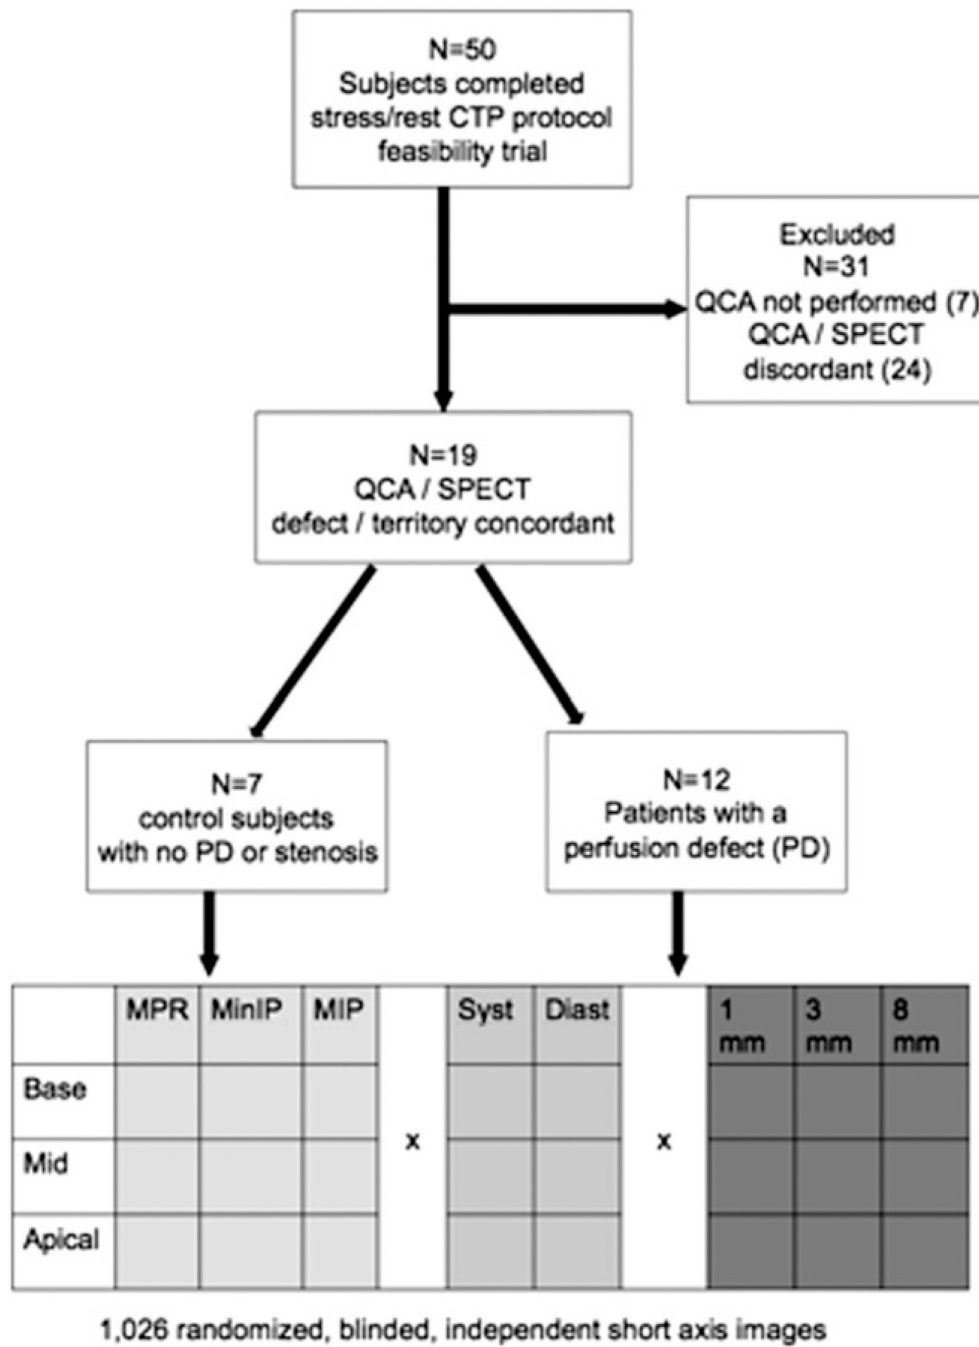 N=50
Subjects completed
stress/rest CTP protocol
feasibility trial
Excluded
N=31
QCA not performed (7)
QCA / SPECT
discordant (24)
N=19
QCA / SPECT
defect / territory concordant
N=7
control subjects
with no PD or stenosis
N=12
Patients with a
perfusion defect (PD)
MPR MinIP MIP Syst Diast 1 mm 3 mm 8 mm
Base
Mid x x
Apical
1,026 randomized, blinded, independent short axis images